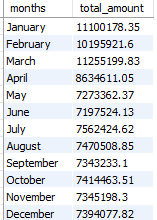 months total_amount
January 11100178.35
February 10195921.6
March 11255199.83
April 8634611.05
May 7273362.37
June 7197524.13
July 7562424.62
August 7470508.85
September 7343233.1
October 7414463.51
November 7345198.3
December 7394077.82